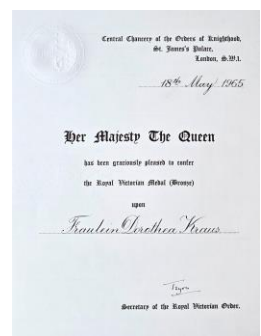 Central Chancery of the Orders of Knighthood,
St. James's Palace,
London, S.W.1.
18th May 1965
Her Majesty The Queen
has been graciously pleased to confer
the Royal Victorian Medal (Bronze)
upon
Fraulein Dorothea Kraus
Tryon
Secretary of the Royal Victorian Order.